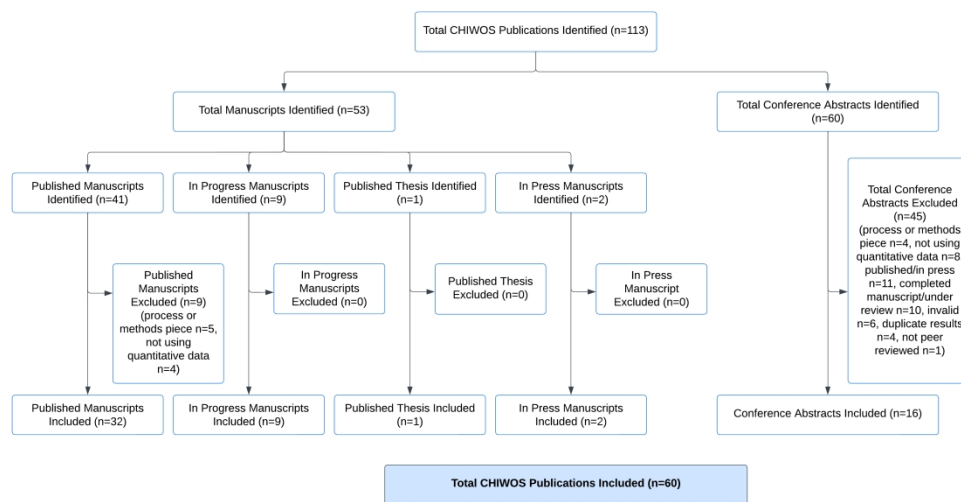 Total CHIWOS Publications Identified (n=113)
Total Manuscripts Identified (n=53)
Total Conference Abstracts Identified
(n=60)
Published Manuscripts
Identified (n=41)
In Progress Manuscripts
Identified (n=9)
Published Thesis Identified
(n=1)
In Press Manuscripts
Identified (n=2)
Total Conference
Abstracts Excluded
(n=45)
(process or methods
piece n=4, not using
quantitative data n=8
published/in press
n=11, completed
manuscript/under
review n=10, invalid
n=6, duplicate results
n=4, not peer
reviewed n=1)
Published
Manuscripts
Excluded (n=9)
(process or
methods piece n=5,
not using
quantitative data
n=4)
In Progress
Manuscripts
Excluded (n=0)
Published Thesis
Excluded (n=0)
In Press
Manuscript
Excluded (n=0)
Published Manuscripts
Included (n=32)
In Progress Manuscripts
Included (n=9)
Published Thesis Included
(n=1)
In Press Manuscripts
Included (n=2)
Conference Abstracts Included (n=16)
Total CHIWOS Publications Included (n=60)